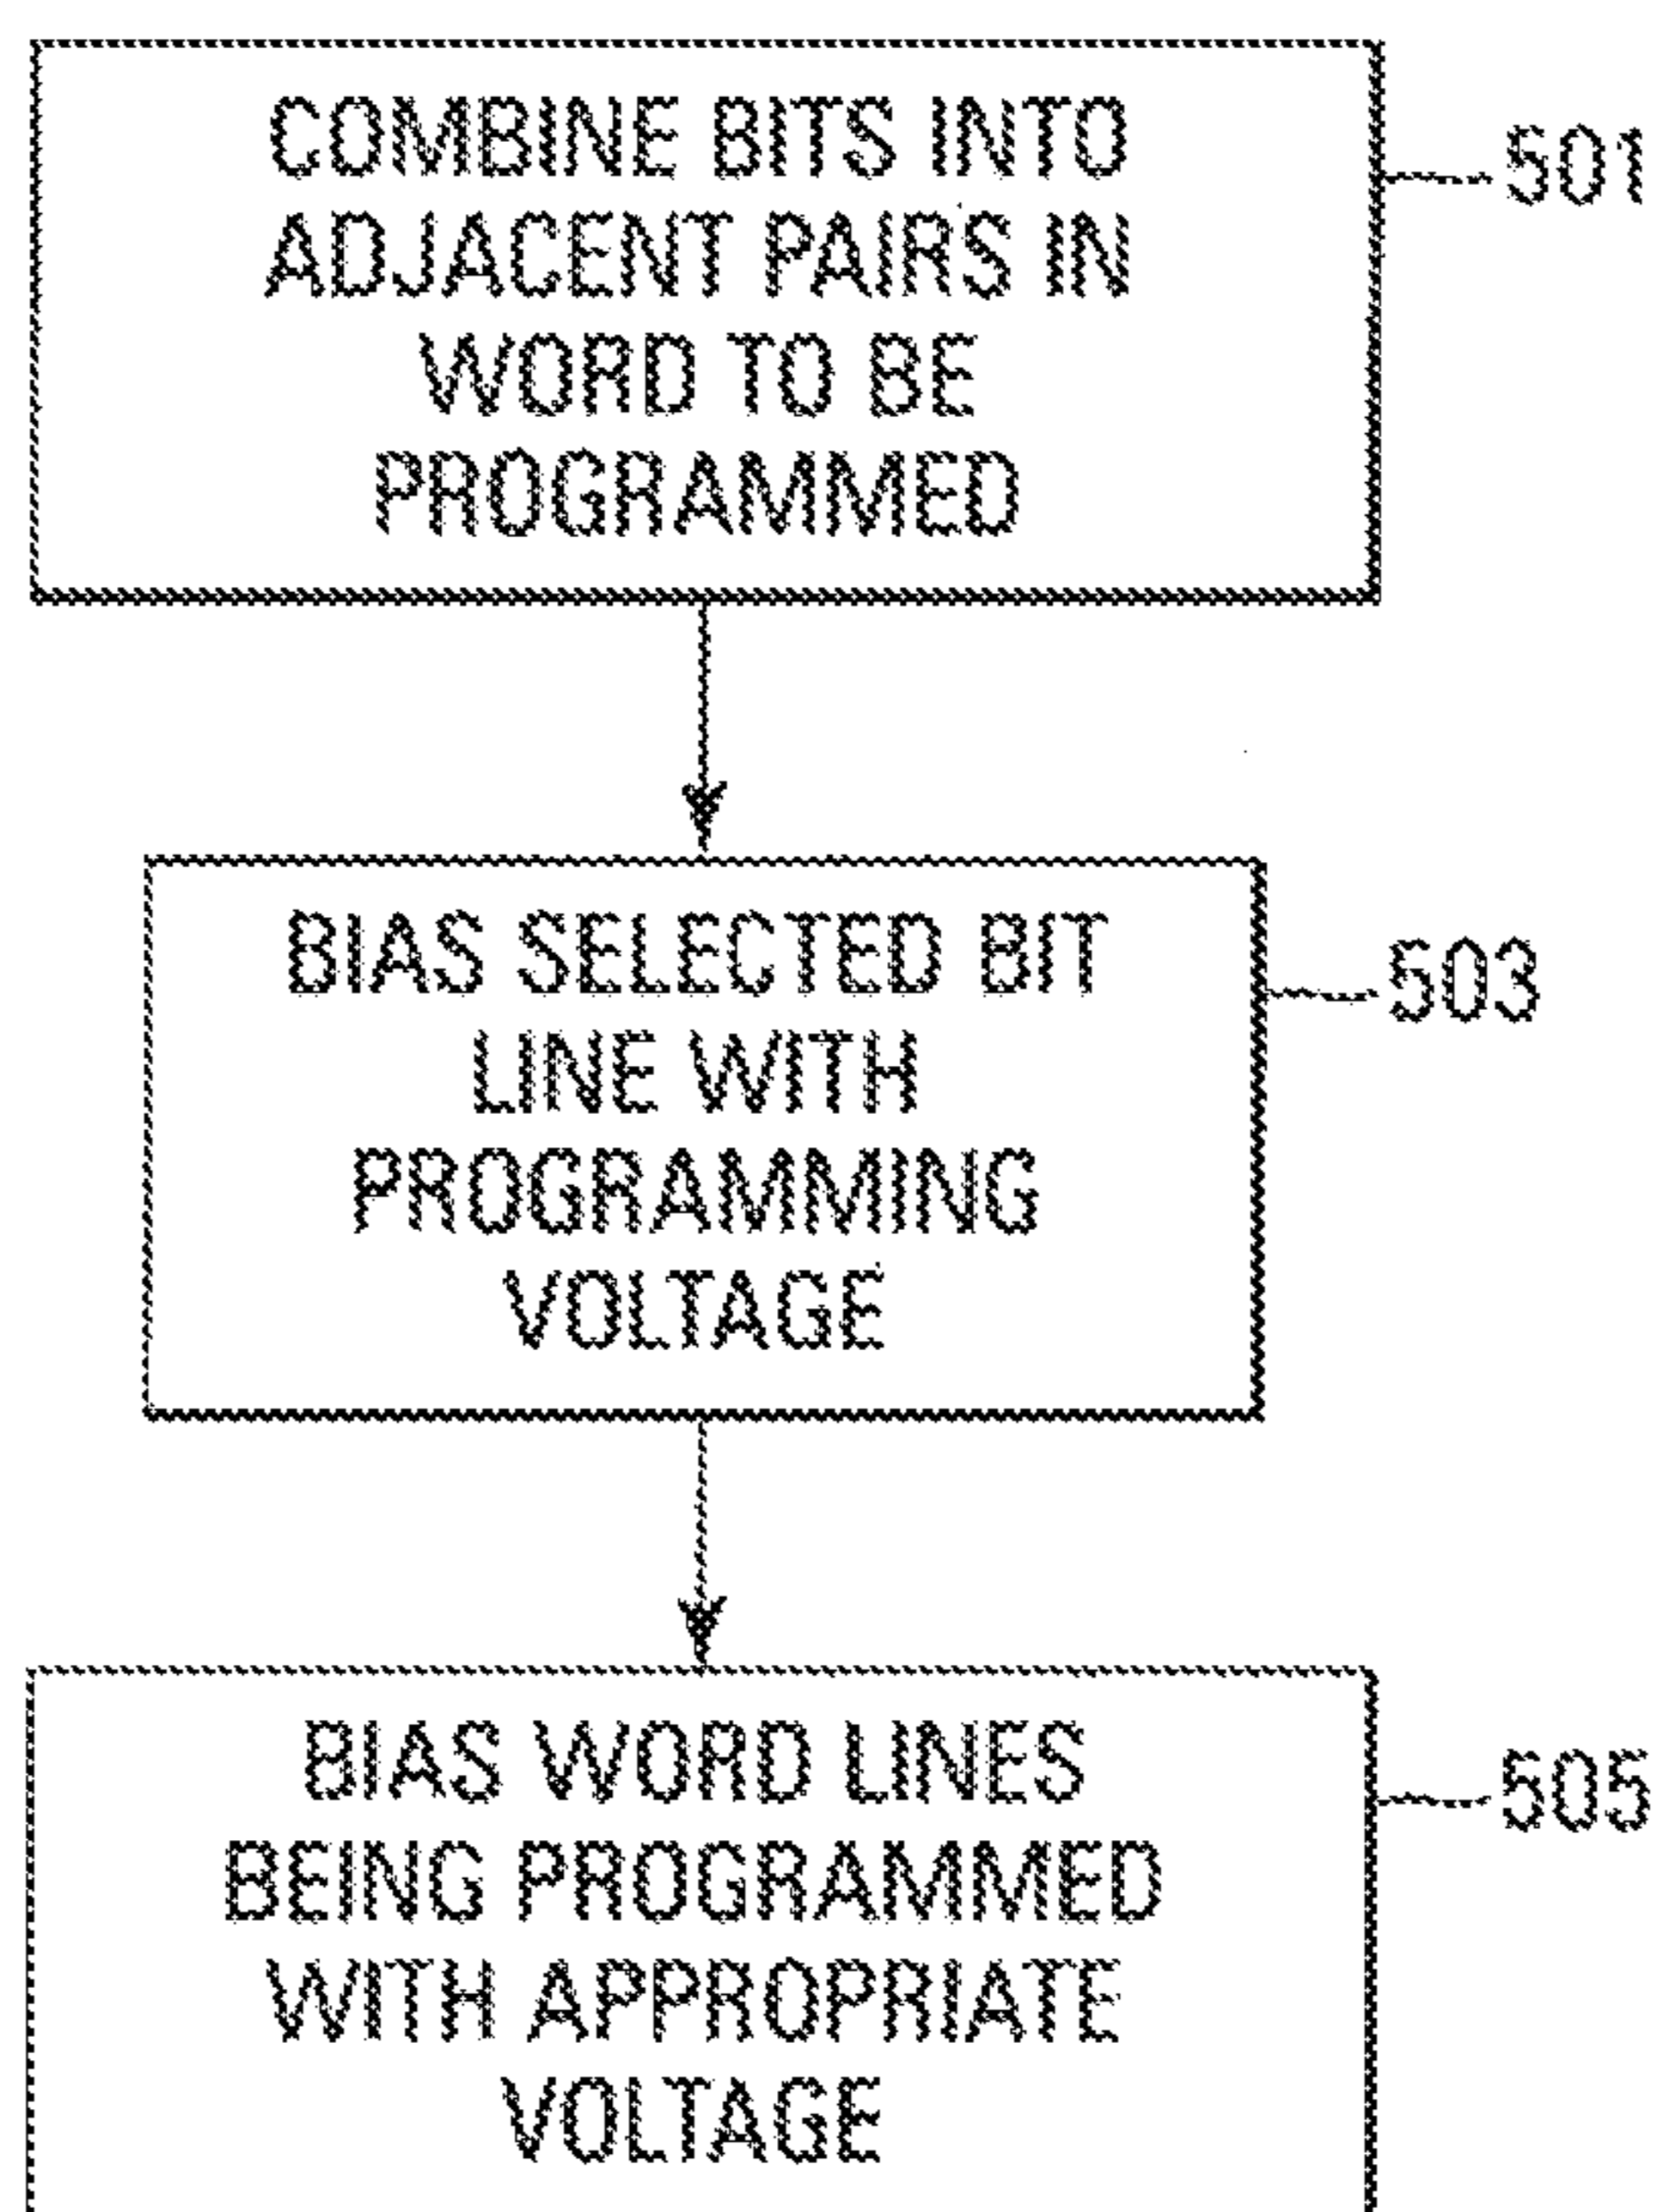 COMBINE BITS INTO
ADJACENT PAIRS IN
WORD TO BE
PROGRAMMED
501
BIAS SELECTED BIT
LINE WITH
PROGRAMMING
VOLTAGE
503
BIAS WORD LINES
BEING PROGRAMMED
WITH APPROPRIATE
VOLTAGE
505